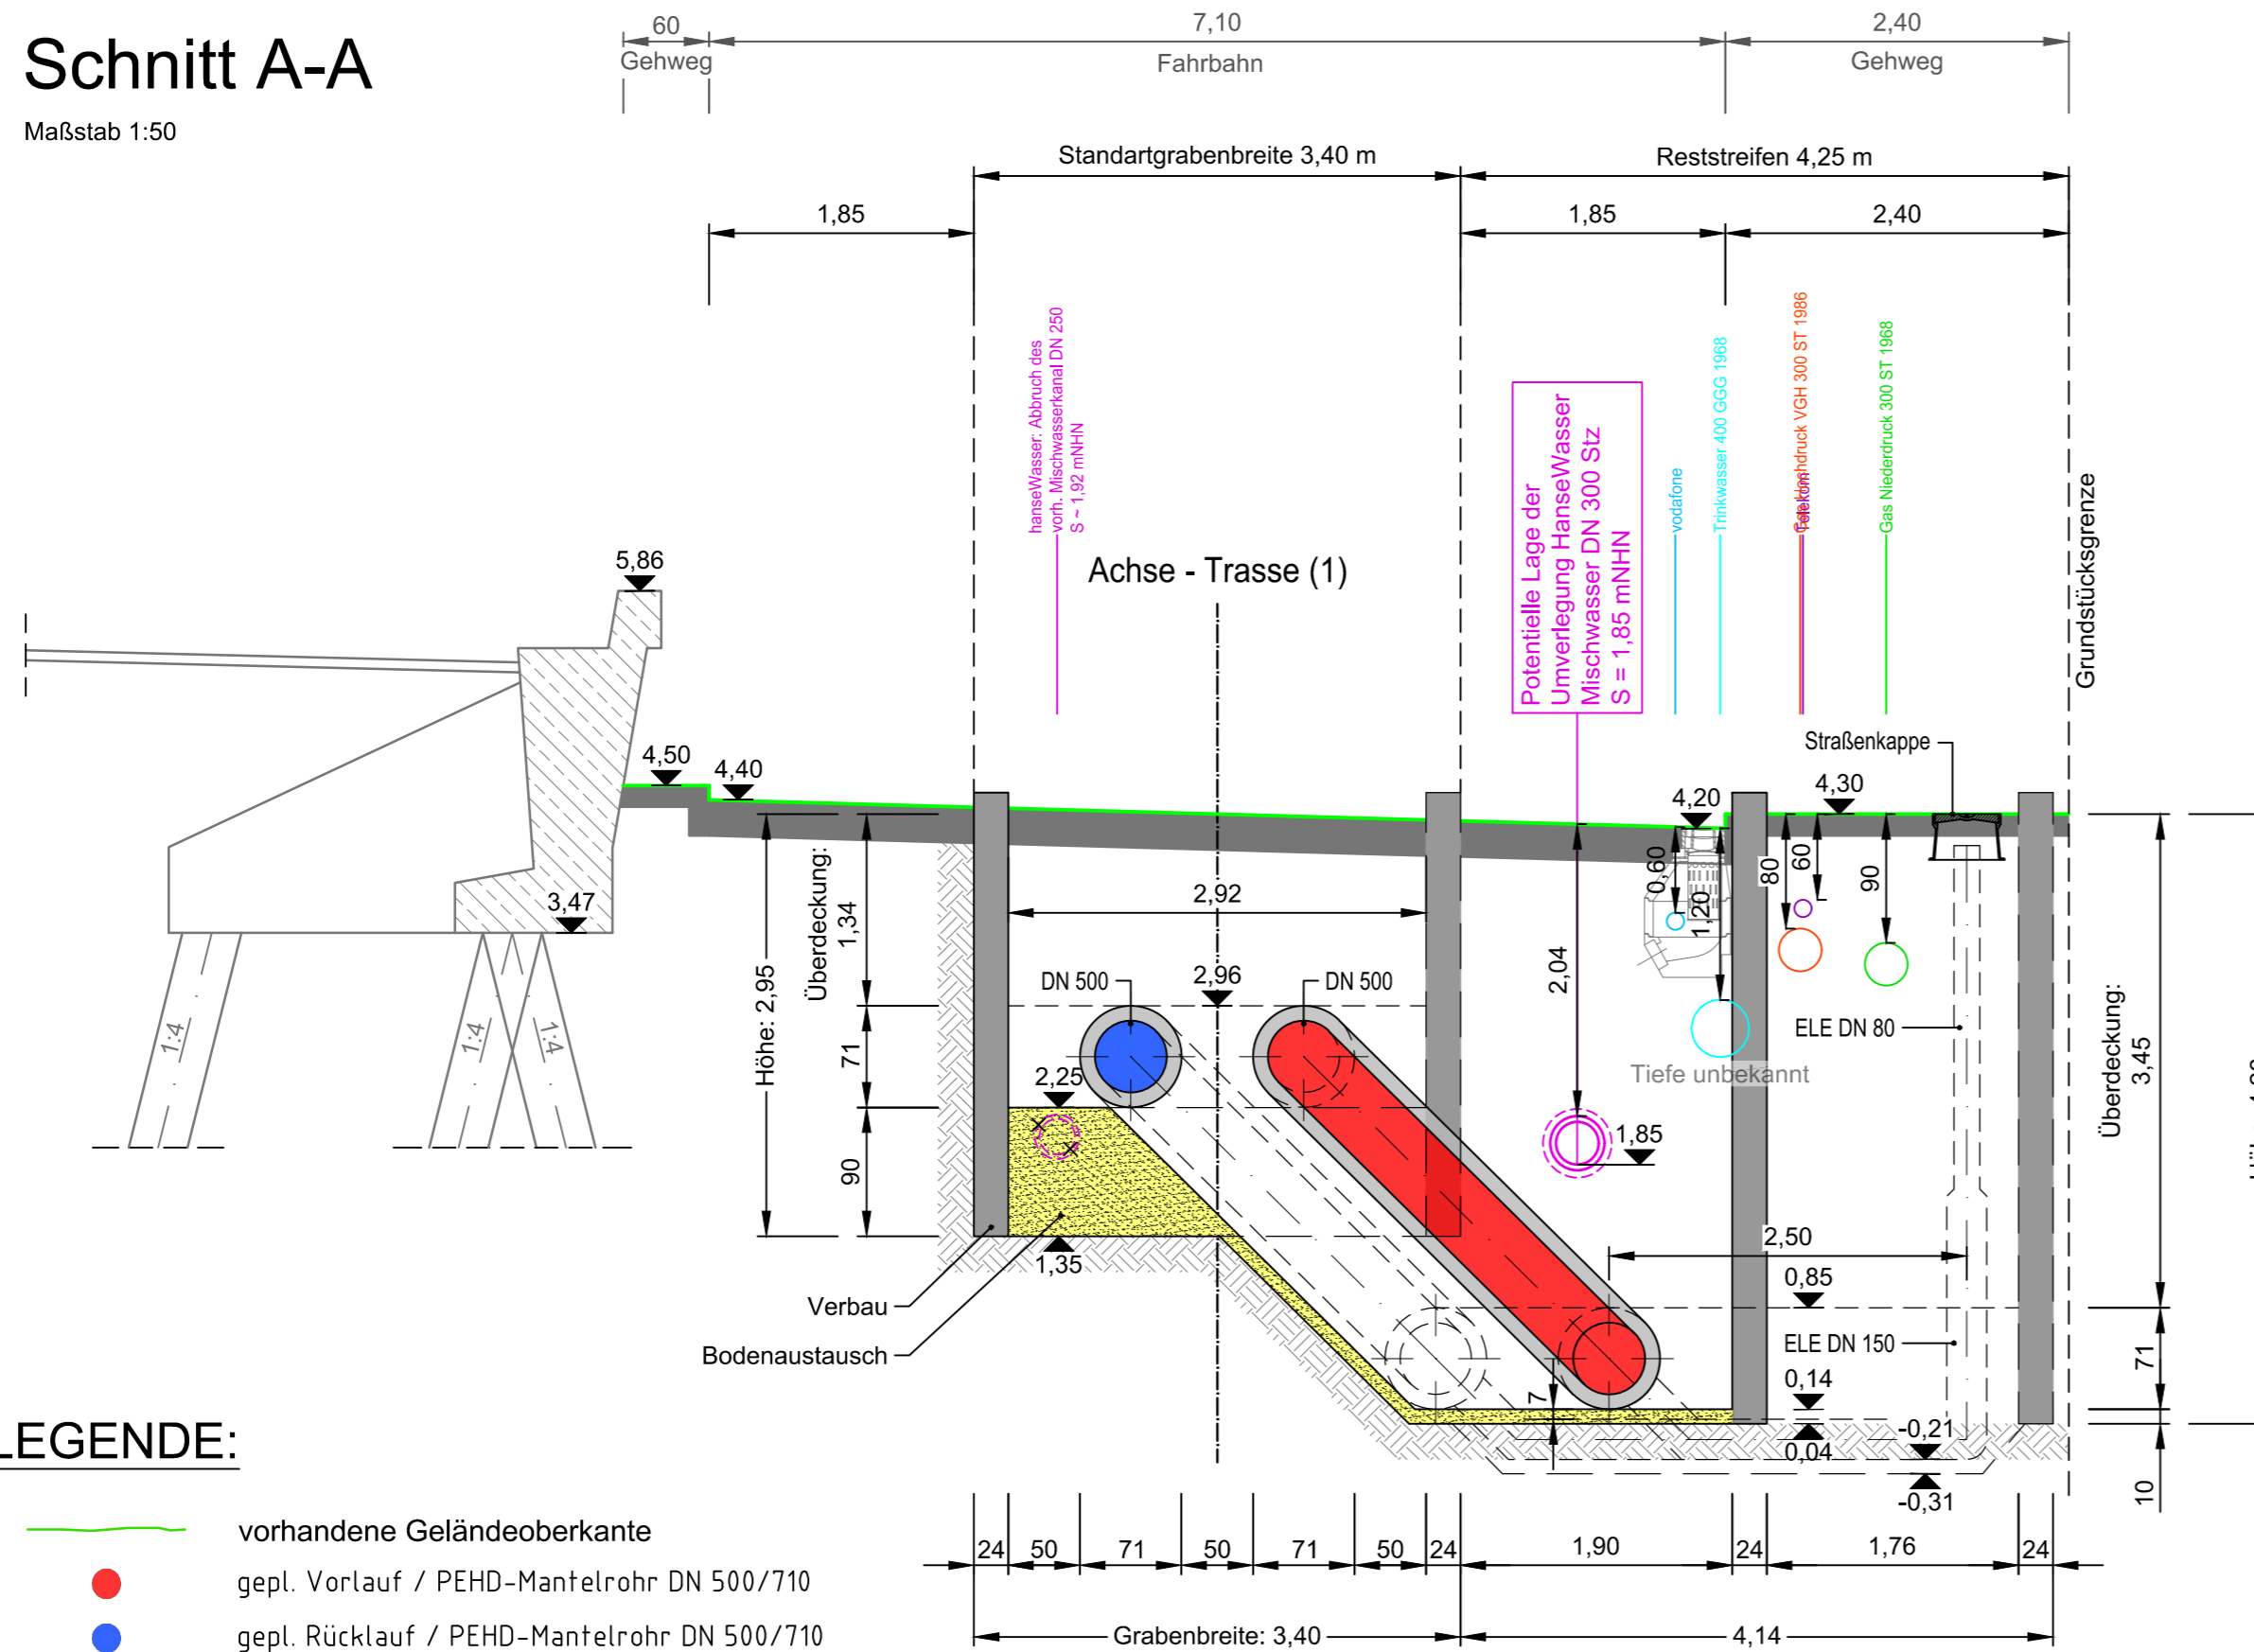 Schnitt A-A
Maßstab 1:50
60
Gehweg
7,10
Fahrbahn
2,40
Gehweg
Standartgrabenbreite 3,40 m
Reststreifen 4,25 m
1,85
1,85
2,40
hanseWasser: Abbruch des
vorh. Mischwasserkanal DN 250
S ~ 1,92 mNHN
Achse - Trasse (1)
Potentielle Lage der
Umverlegung HanseWasser
Mischwasser DN 300 Stz
S = 1,85 mNHN
vodafone
Trinkwasser 400 GGG 1968
Gas Hochdruck VGH 300 ST 1986
Telekom
Gas Niederdruck 300 ST 1968
Grundstücksgrenze
Straßenkappe
5,86
4,50
4,40
4,20
4,30
3,47
1:4
1:4
1:4
Höhe: 2,95
Überdeckung:
1,34
71
90
2,92
DN 500
2,96
DN 500
2,25
1,35
2,04
0,60
1,20
80
60
90
Tiefe unbekannt
1,85
ELE DN 80
Überdeckung:
3,45
2,50
0,85
ELE DN 150
0,14
0,04
-0,21
-0,31
71
10
7
Verbau
Bodenaustausch
LEGENDE:
vorhandene Geländeoberkante
gepl. Vorlauf / PEHD-Mantelrohr DN 500/710
gepl. Rücklauf / PEHD-Mantelrohr DN 500/710
24
50
71
50
71
50
24
1,90
24
1,76
24
Grabenbreite: 3,40
4,14